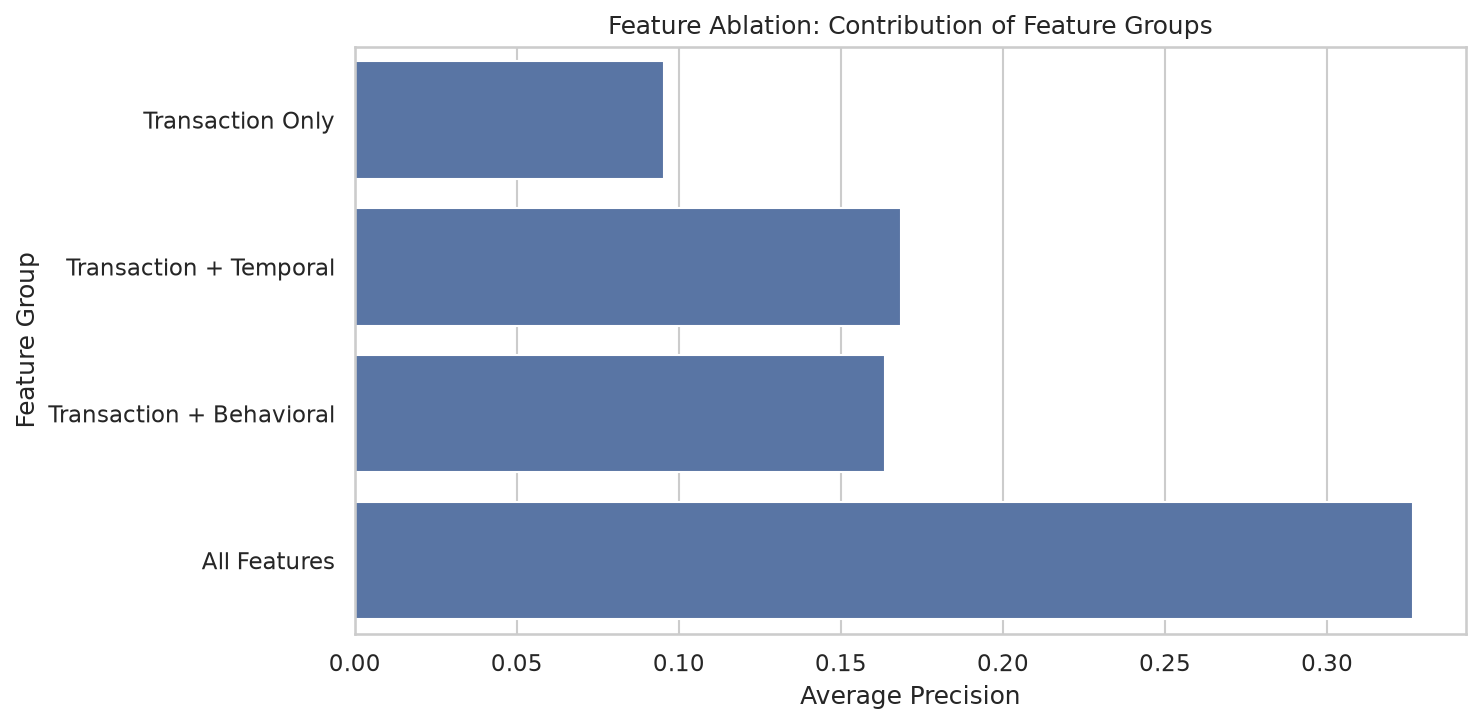 Feature Ablation: Contribution of Feature Groups
Feature Group
Transaction Only
Transaction + Temporal
Transaction + Behavioral
All Features
0.00 0.05 0.10 0.15 0.20 0.25 0.30
Average Precision